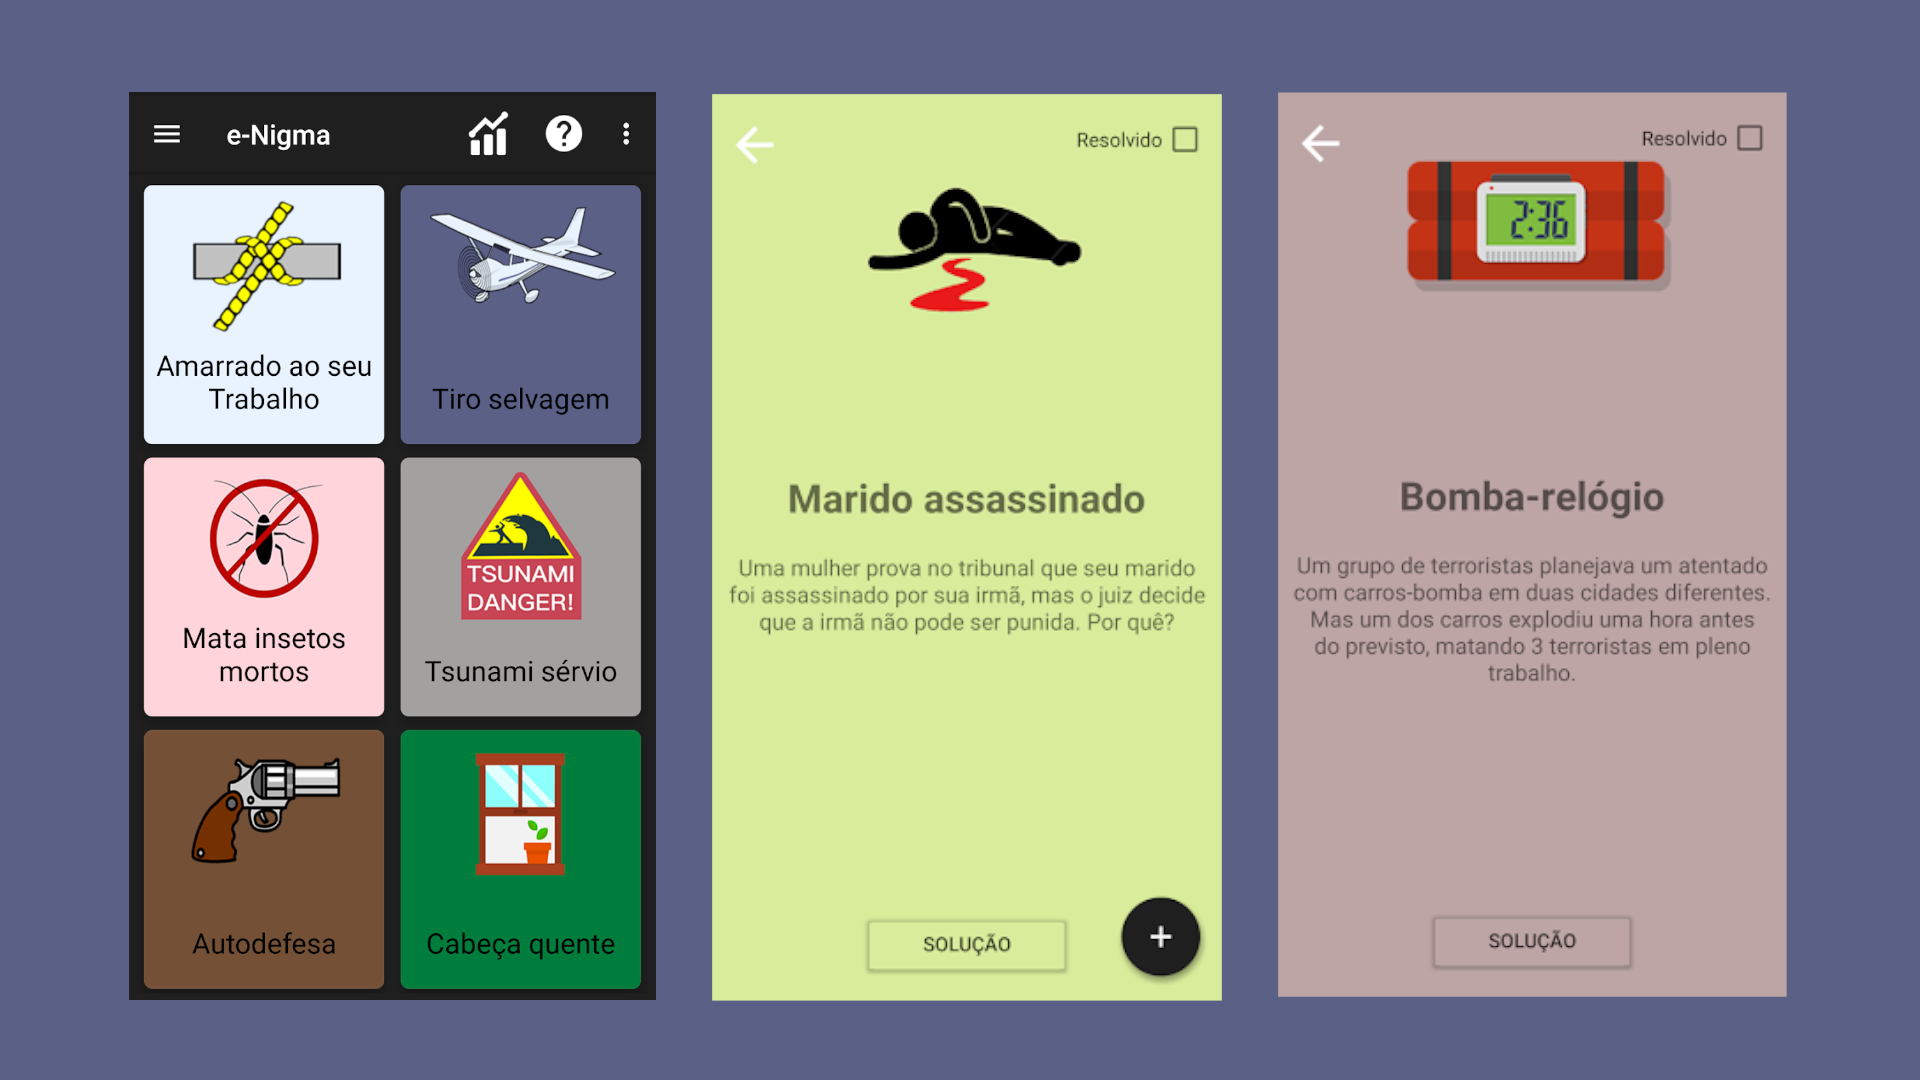 e-Nigma
?
Amarrado ao seu
Trabalho
Tiro selvagem
Mata insetos
mortos
TSUNAMI
DANGER!
Tsunami sérvio
Autodefesa
Cabeça quente
Resolvido
Marido assassinado
Uma mulher prova no tribunal que seu marido
foi assassinado por sua irmã, mas o juiz decide
que a irmã não pode ser punida. Por quê?
SOLUÇÃO
+
Resolvido
2:36
Bomba-relógio
Um grupo de terroristas planejava um atentado
com carros-bomba em duas cidades diferentes.
Mas um dos carros explodiu uma hora antes
do previsto, matando 3 terroristas em pleno
trabalho.
SOLUÇÃO